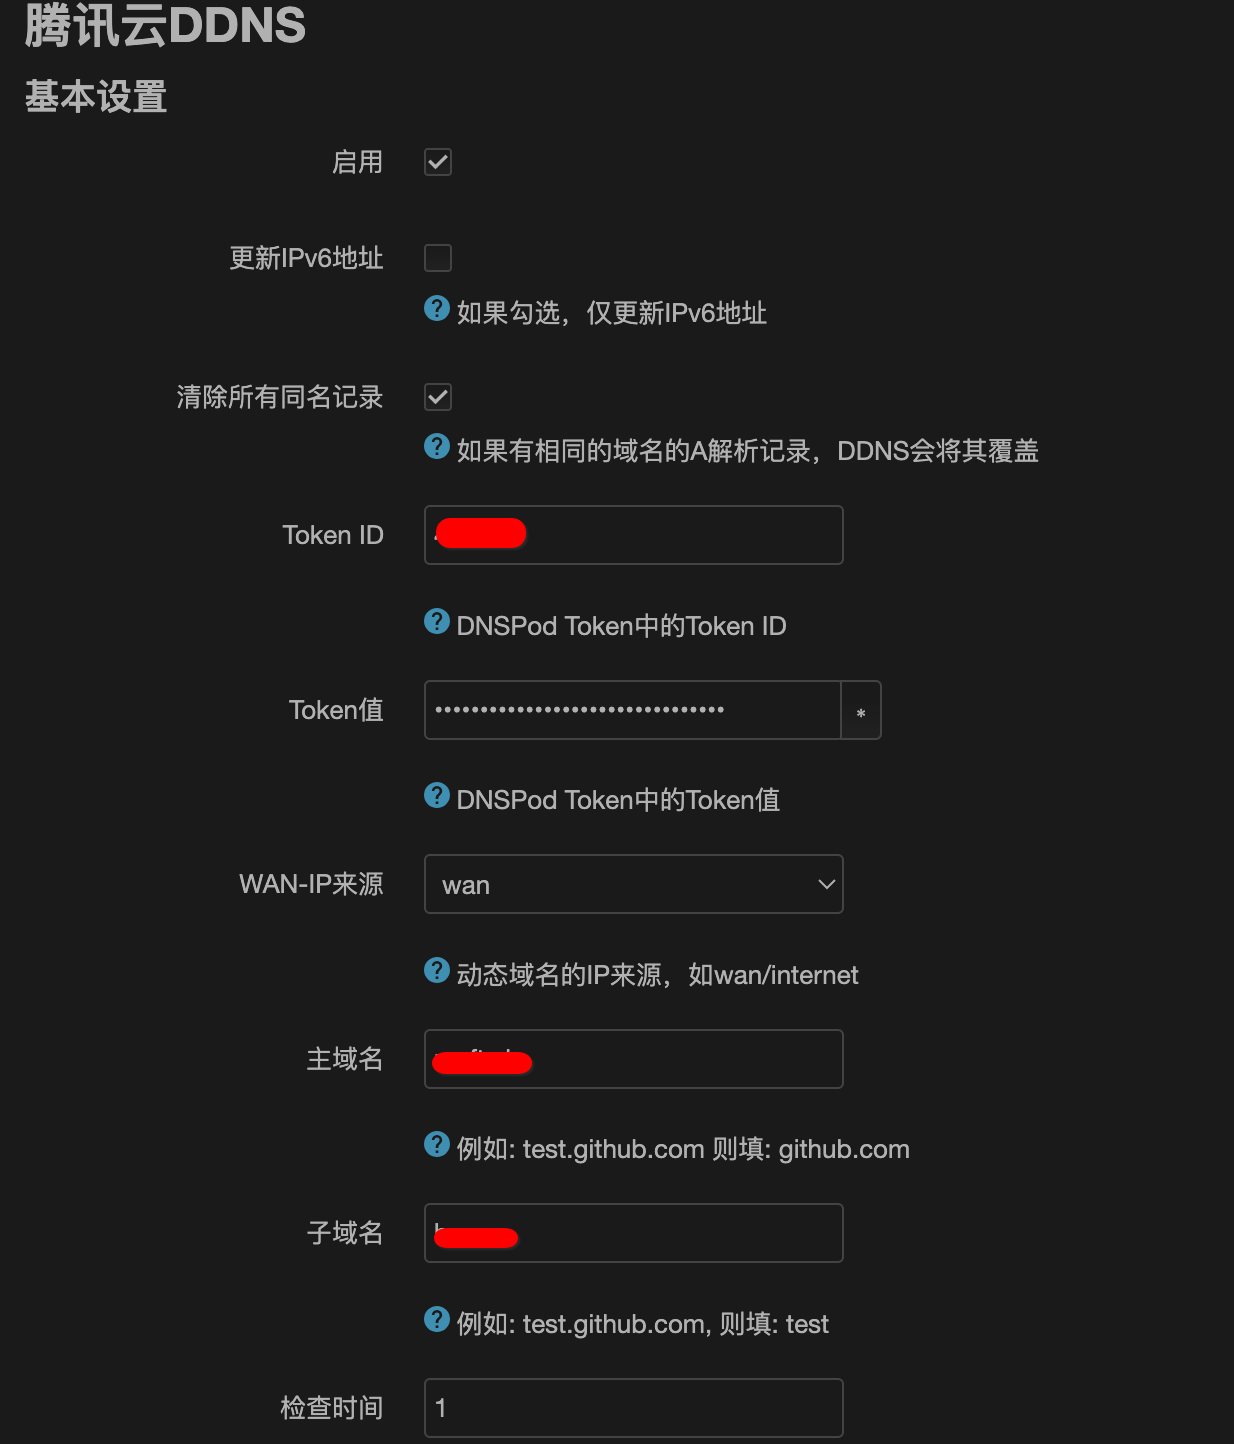 腾讯云DDNS
基本设置
启用
更新IPv6地址
如果勾选，仅更新IPv6地址
清除所有同名记录
如果有相同的域名的A解析记录，DDNS会将其覆盖
Token ID
DNSPod Token中的Token ID
Token值
••••••••••••••••••••••••••••••••
*
DNSPod Token中的Token值
WAN-IP来源
wan
动态域名的IP来源，如wan/internet
主域名
例如: test.github.com 则填: github.com
子域名
例如: test.github.com, 则填: test
检查时间
1